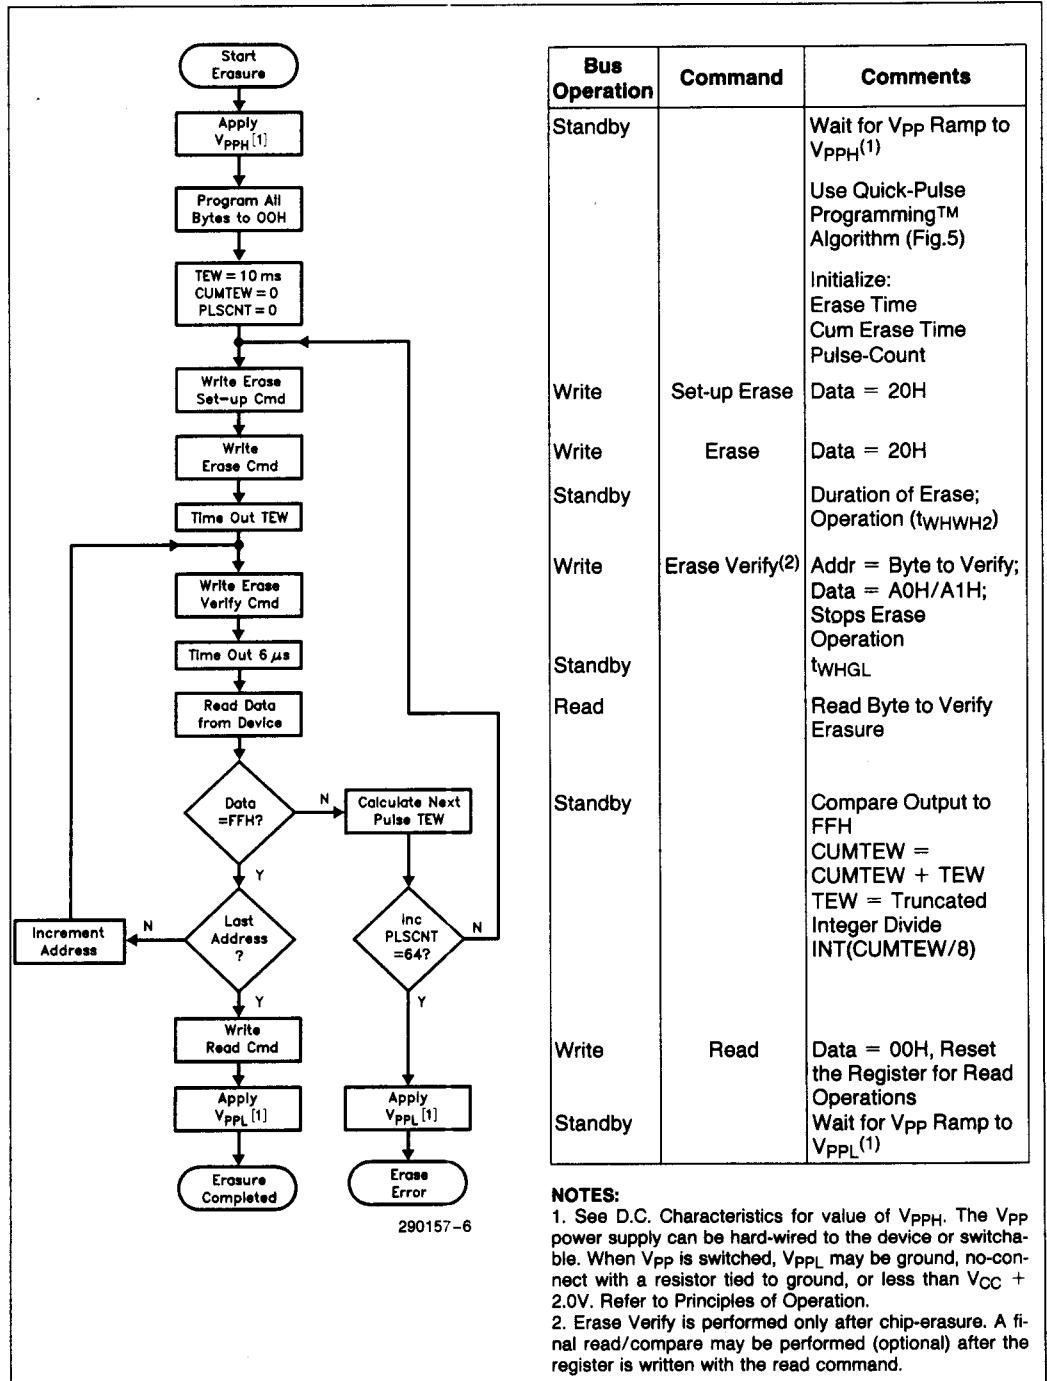 Start
Erasure
Apply
VPPH[1]
Program All
Bytes to 00H
TEW = 10 ms
CUMTEW = 0
PLSCNT = 0
Write Erase
Set-up Cmd
Write
Erase Cmd
Time Out TEW
Write Erase
Verify Cmd
Time Out 6 μs
Read Data
from Device
Data
=FFH?
N
Calculate Next
Pulse TEW
Y
Last
Address
?
N
Increment
Address
Inc
PLSCNT
=64?
N
Y
Y
Write
Read Cmd
Apply
VPPL[1]
Apply
VPPL[1]
Erasure
Completed
Erase
Error
290157-6
Bus
Operation
Command
Comments
Standby
Wait for VPP Ramp to
VPPH(1)
Use Quick-Pulse
Programming™
Algorithm (Fig.5)
Initialize:
Erase Time
Cum Erase Time
Pulse-Count
Write Set-up Erase Data = 20H
Write Erase Data = 20H
Standby Duration of Erase;
Operation (tWHWH2)
Write Erase Verify(2) Addr = Byte to Verify;
Data = A0H/A1H;
Stops Erase
Operation
Standby tWHGL
Read Read Byte to Verify
Erasure
Standby Compare Output to
FFH
CUMTEW =
CUMTEW + TEW
TEW = Truncated
Integer Divide
INT(CUMTEW/8)
Write Read Data = 00H, Reset
the Register for Read
Operations
Standby Wait for VPP Ramp to
VPPL(1)
NOTES:
1. See D.C. Characteristics for value of VPPH. The VPP
power supply can be hard-wired to the device or switcha-
ble. When VPP is switched, VPPL may be ground, no-con-
nect with a resistor tied to ground, or less than VCC +
2.0V. Refer to Principles of Operation.
2. Erase Verify is performed only after chip-erasure. A fi-
nal read/compare may be performed (optional) after the
register is written with the read command.